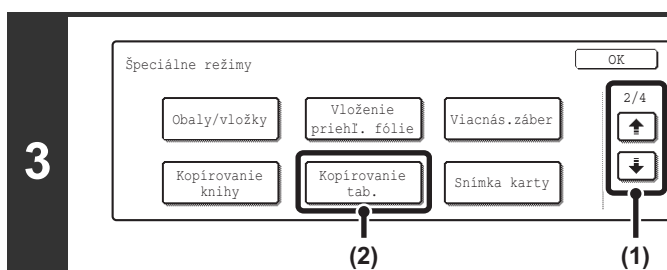 3
Špeciálne režimy
OK
2/4
Obaly/vložky
Vloženie
priehľ. fólie
Viacnás.záber
Kopírovanie
knihy
Kopírovanie
tab.
Snímka karty
(2)
(1)